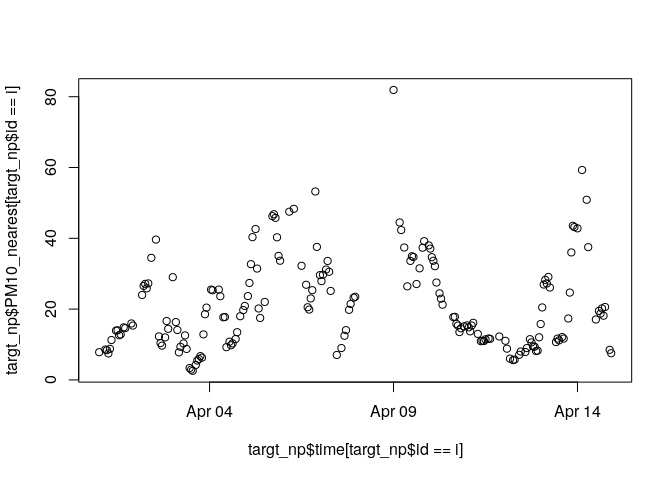 targt_np$PM10_nearest[targt_np$id == i]
80
60
40
20
0
Apr 04
Apr 09
Apr 14
targt_np$time[targt_np$id == i]